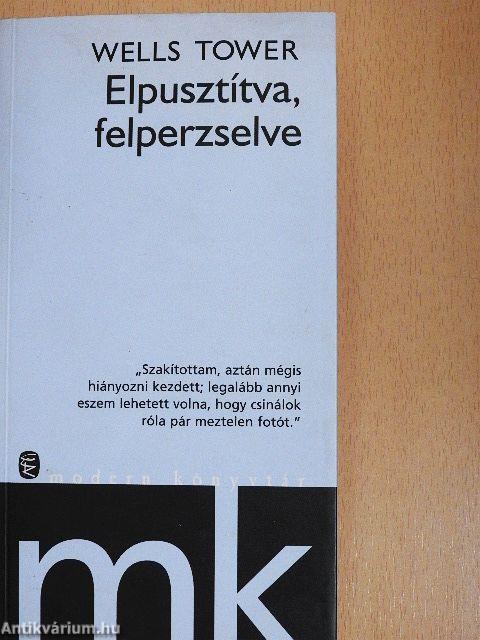 WELLS TOWER
Elpusztítva,
felperzselve
„Szakítottam, aztán mégis
hiányozni kezdett; legalább annyi
eszem lehetett volna, hogy csinálok
róla pár meztelen fotót.”
modern könyvtár
mk
Antikvárium.hu